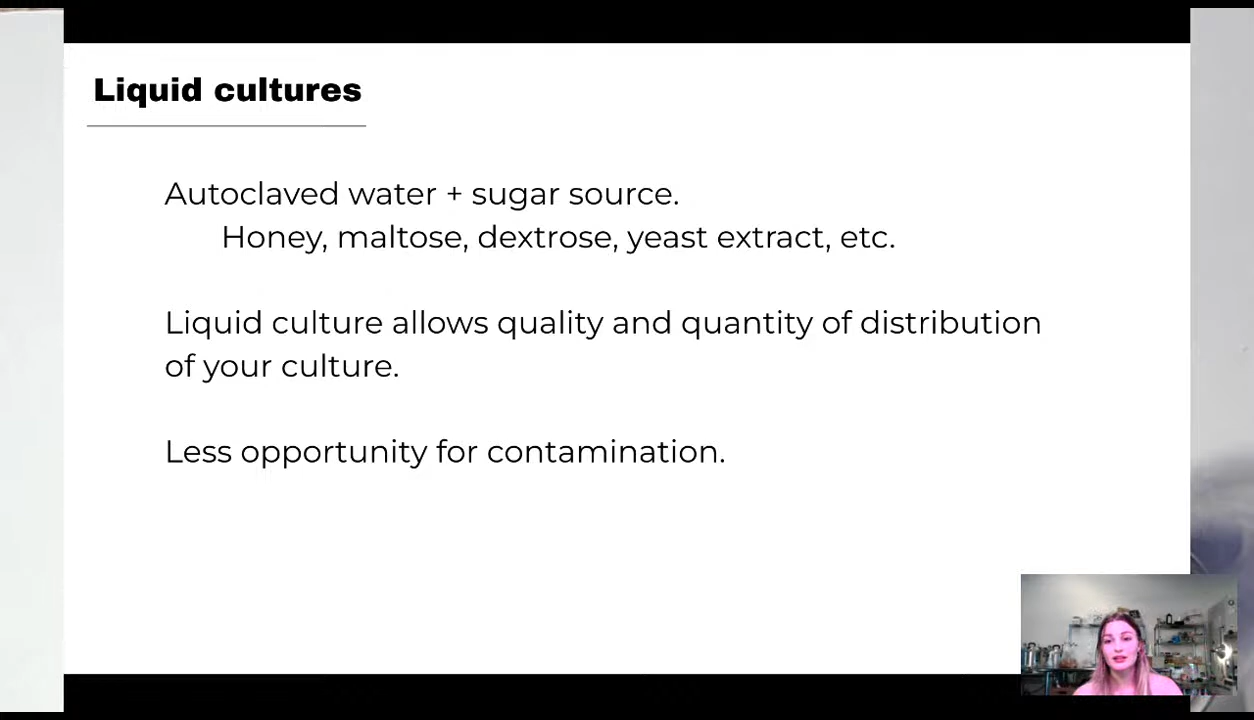 Liquid cultures
Autoclaved water + sugar source.
Honey, maltose, dextrose, yeast extract, etc.
Liquid culture allows quality and quantity of distribution
of your culture.
Less opportunity for contamination.